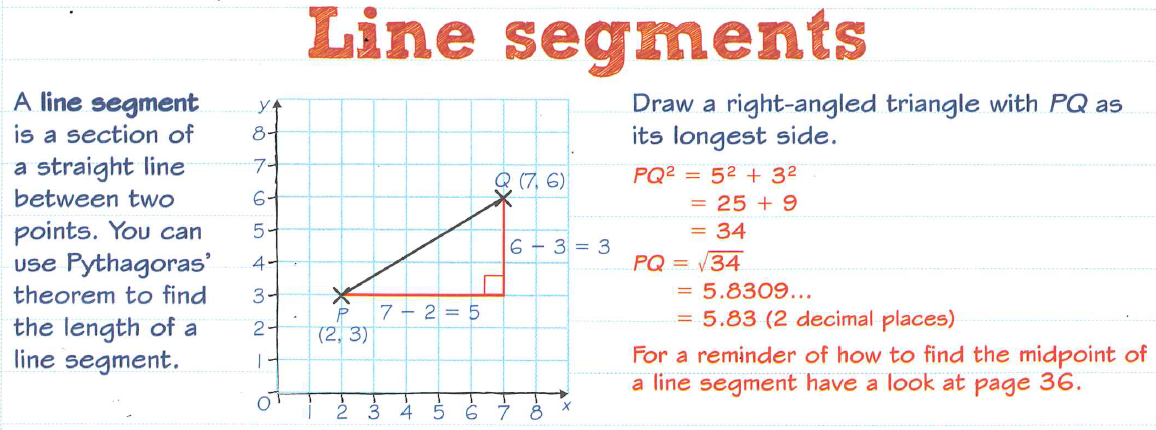 Line segments
A line segment
is a section of
a straight line
between two
points. You can
use Pythagoras'
theorem to find
the length of a
line segment.
y
8
7
6
5
4
3
2
1
O
1 2 3 4 5 6 7 8 x
Q (7, 6)
6 − 3 = 3
P
(2, 3)
7 − 2 = 5
Draw a right-angled triangle with PQ as
its longest side.
PQ² = 5² + 3²
= 25 + 9
= 34
PQ = √34
= 5.8309...
= 5.83 (2 decimal places)
For a reminder of how to find the midpoint of
a line segment have a look at page 36.